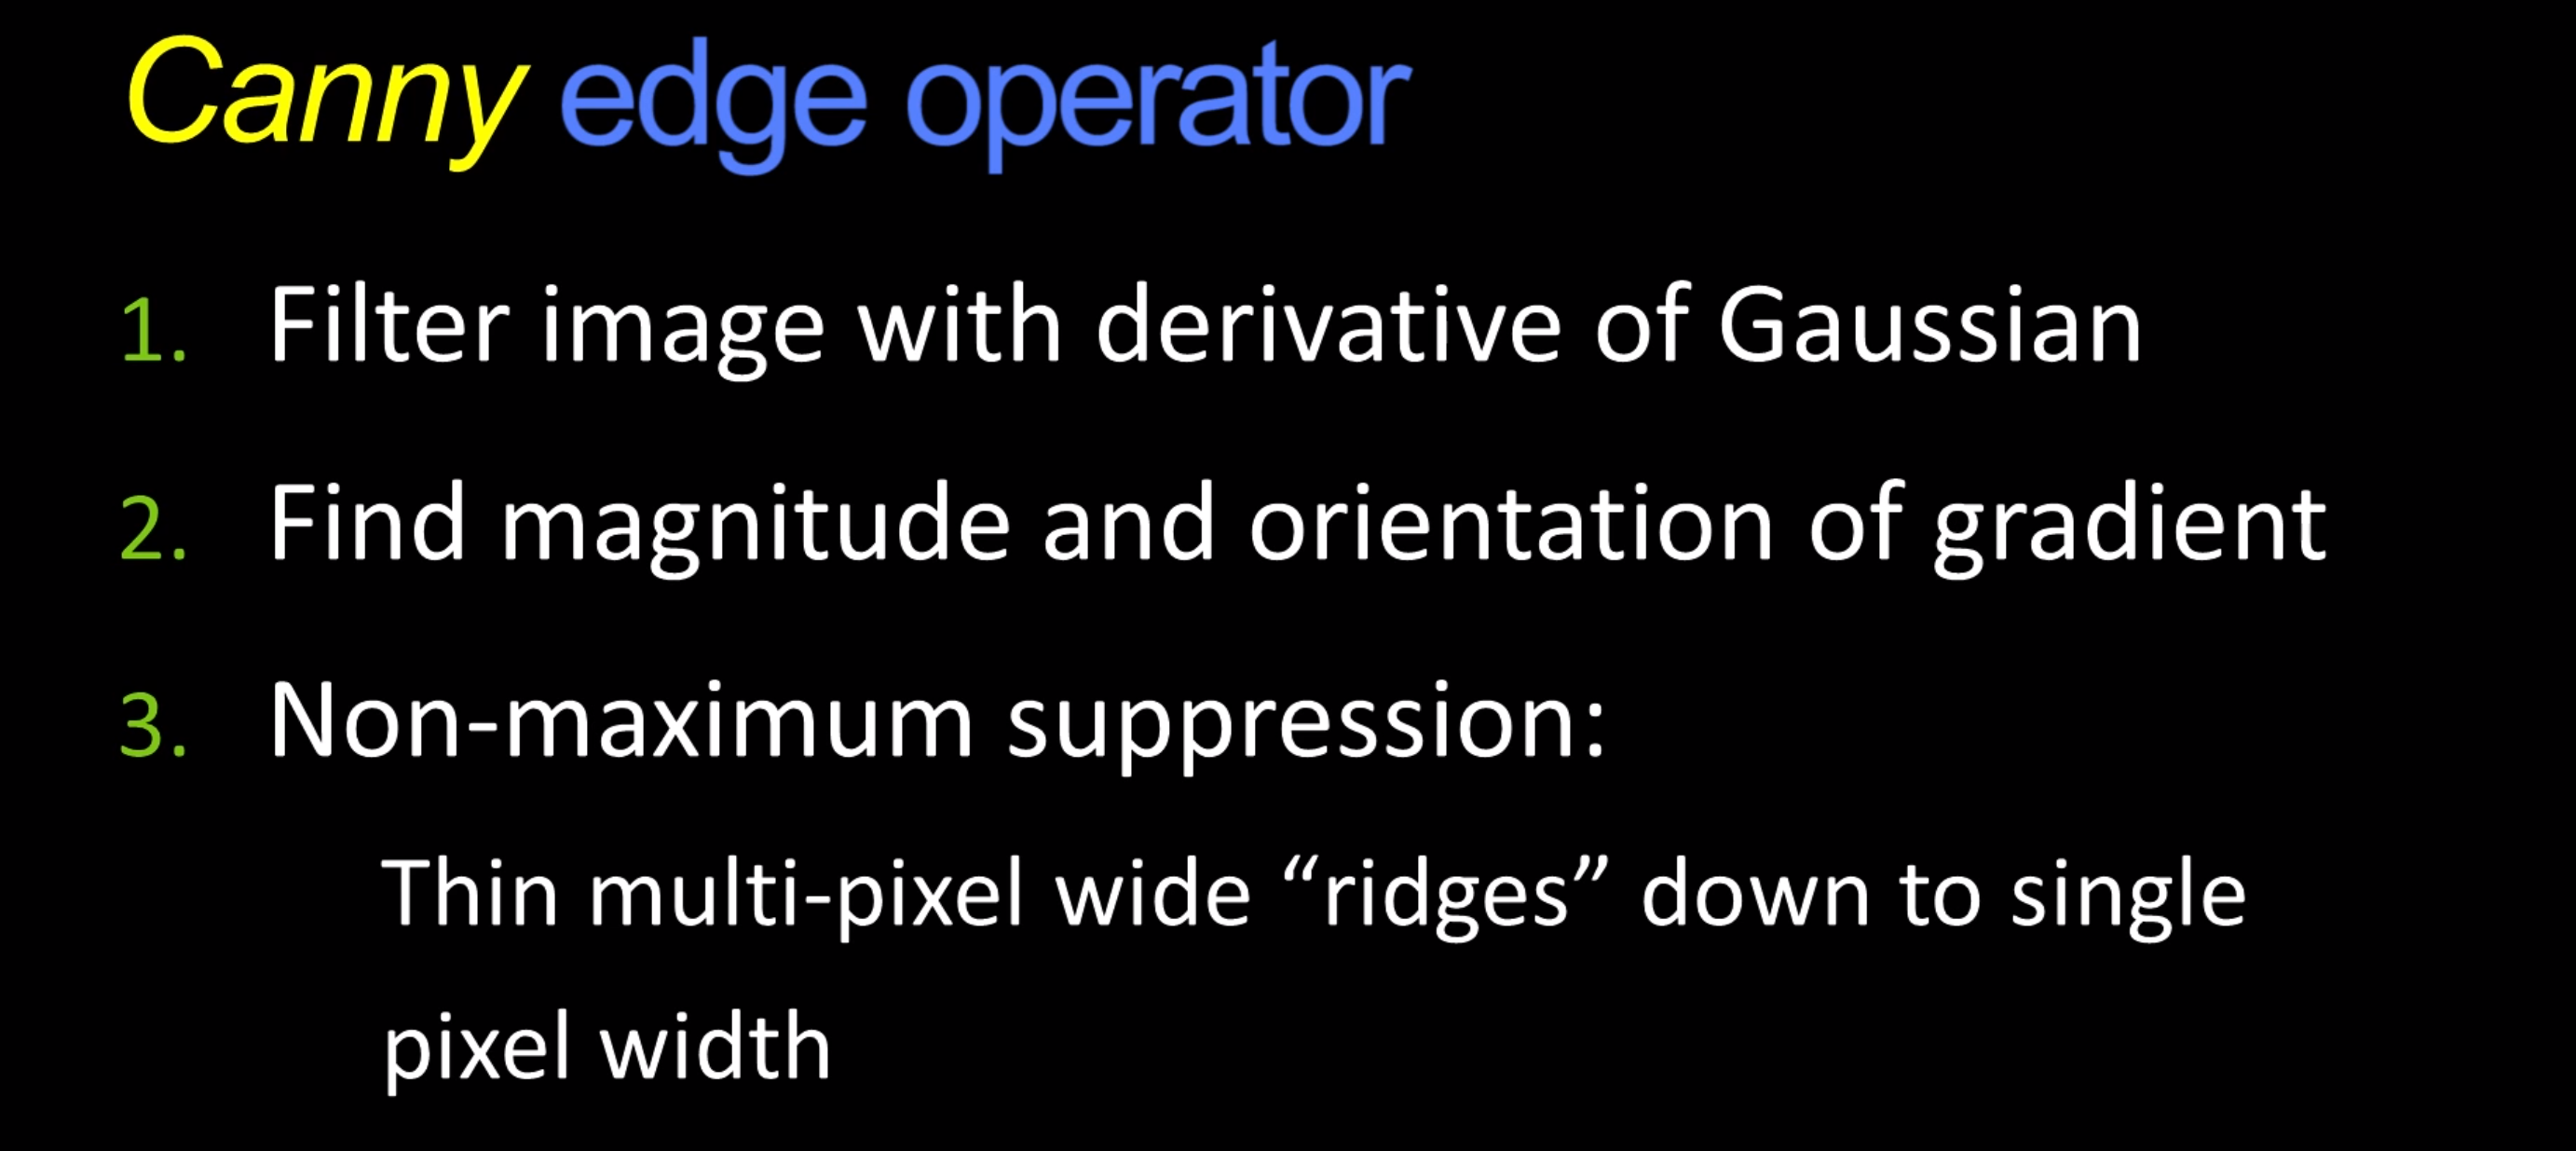 Canny edge operator
1. Filter image with derivative of Gaussian
2. Find magnitude and orientation of gradient
3. Non-maximum suppression:
Thin multi-pixel wide “ridges” down to single
pixel width